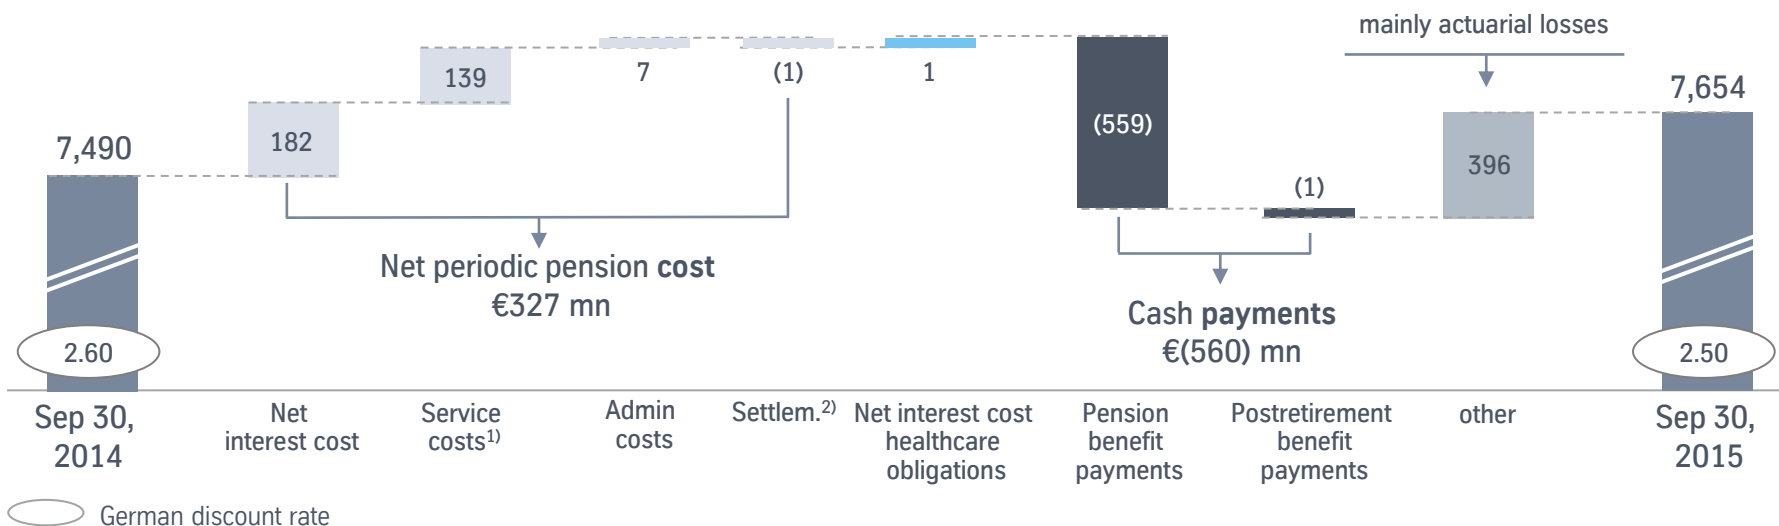 mainly actuarial losses
7,490
182
139
7
(1)
1
(559)
(1)
396
7,654
Net periodic pension cost
€327 mn
Cash payments
€(560) mn
2.60
2.50
Sep 30,
2014
Net
interest cost
Service
costs1)
Admin
costs
Settlem.2)
Net interest cost
healthcare
obligations
Pension
benefit
payments
Postretirement
benefit
payments
other
Sep 30,
2015
German discount rate